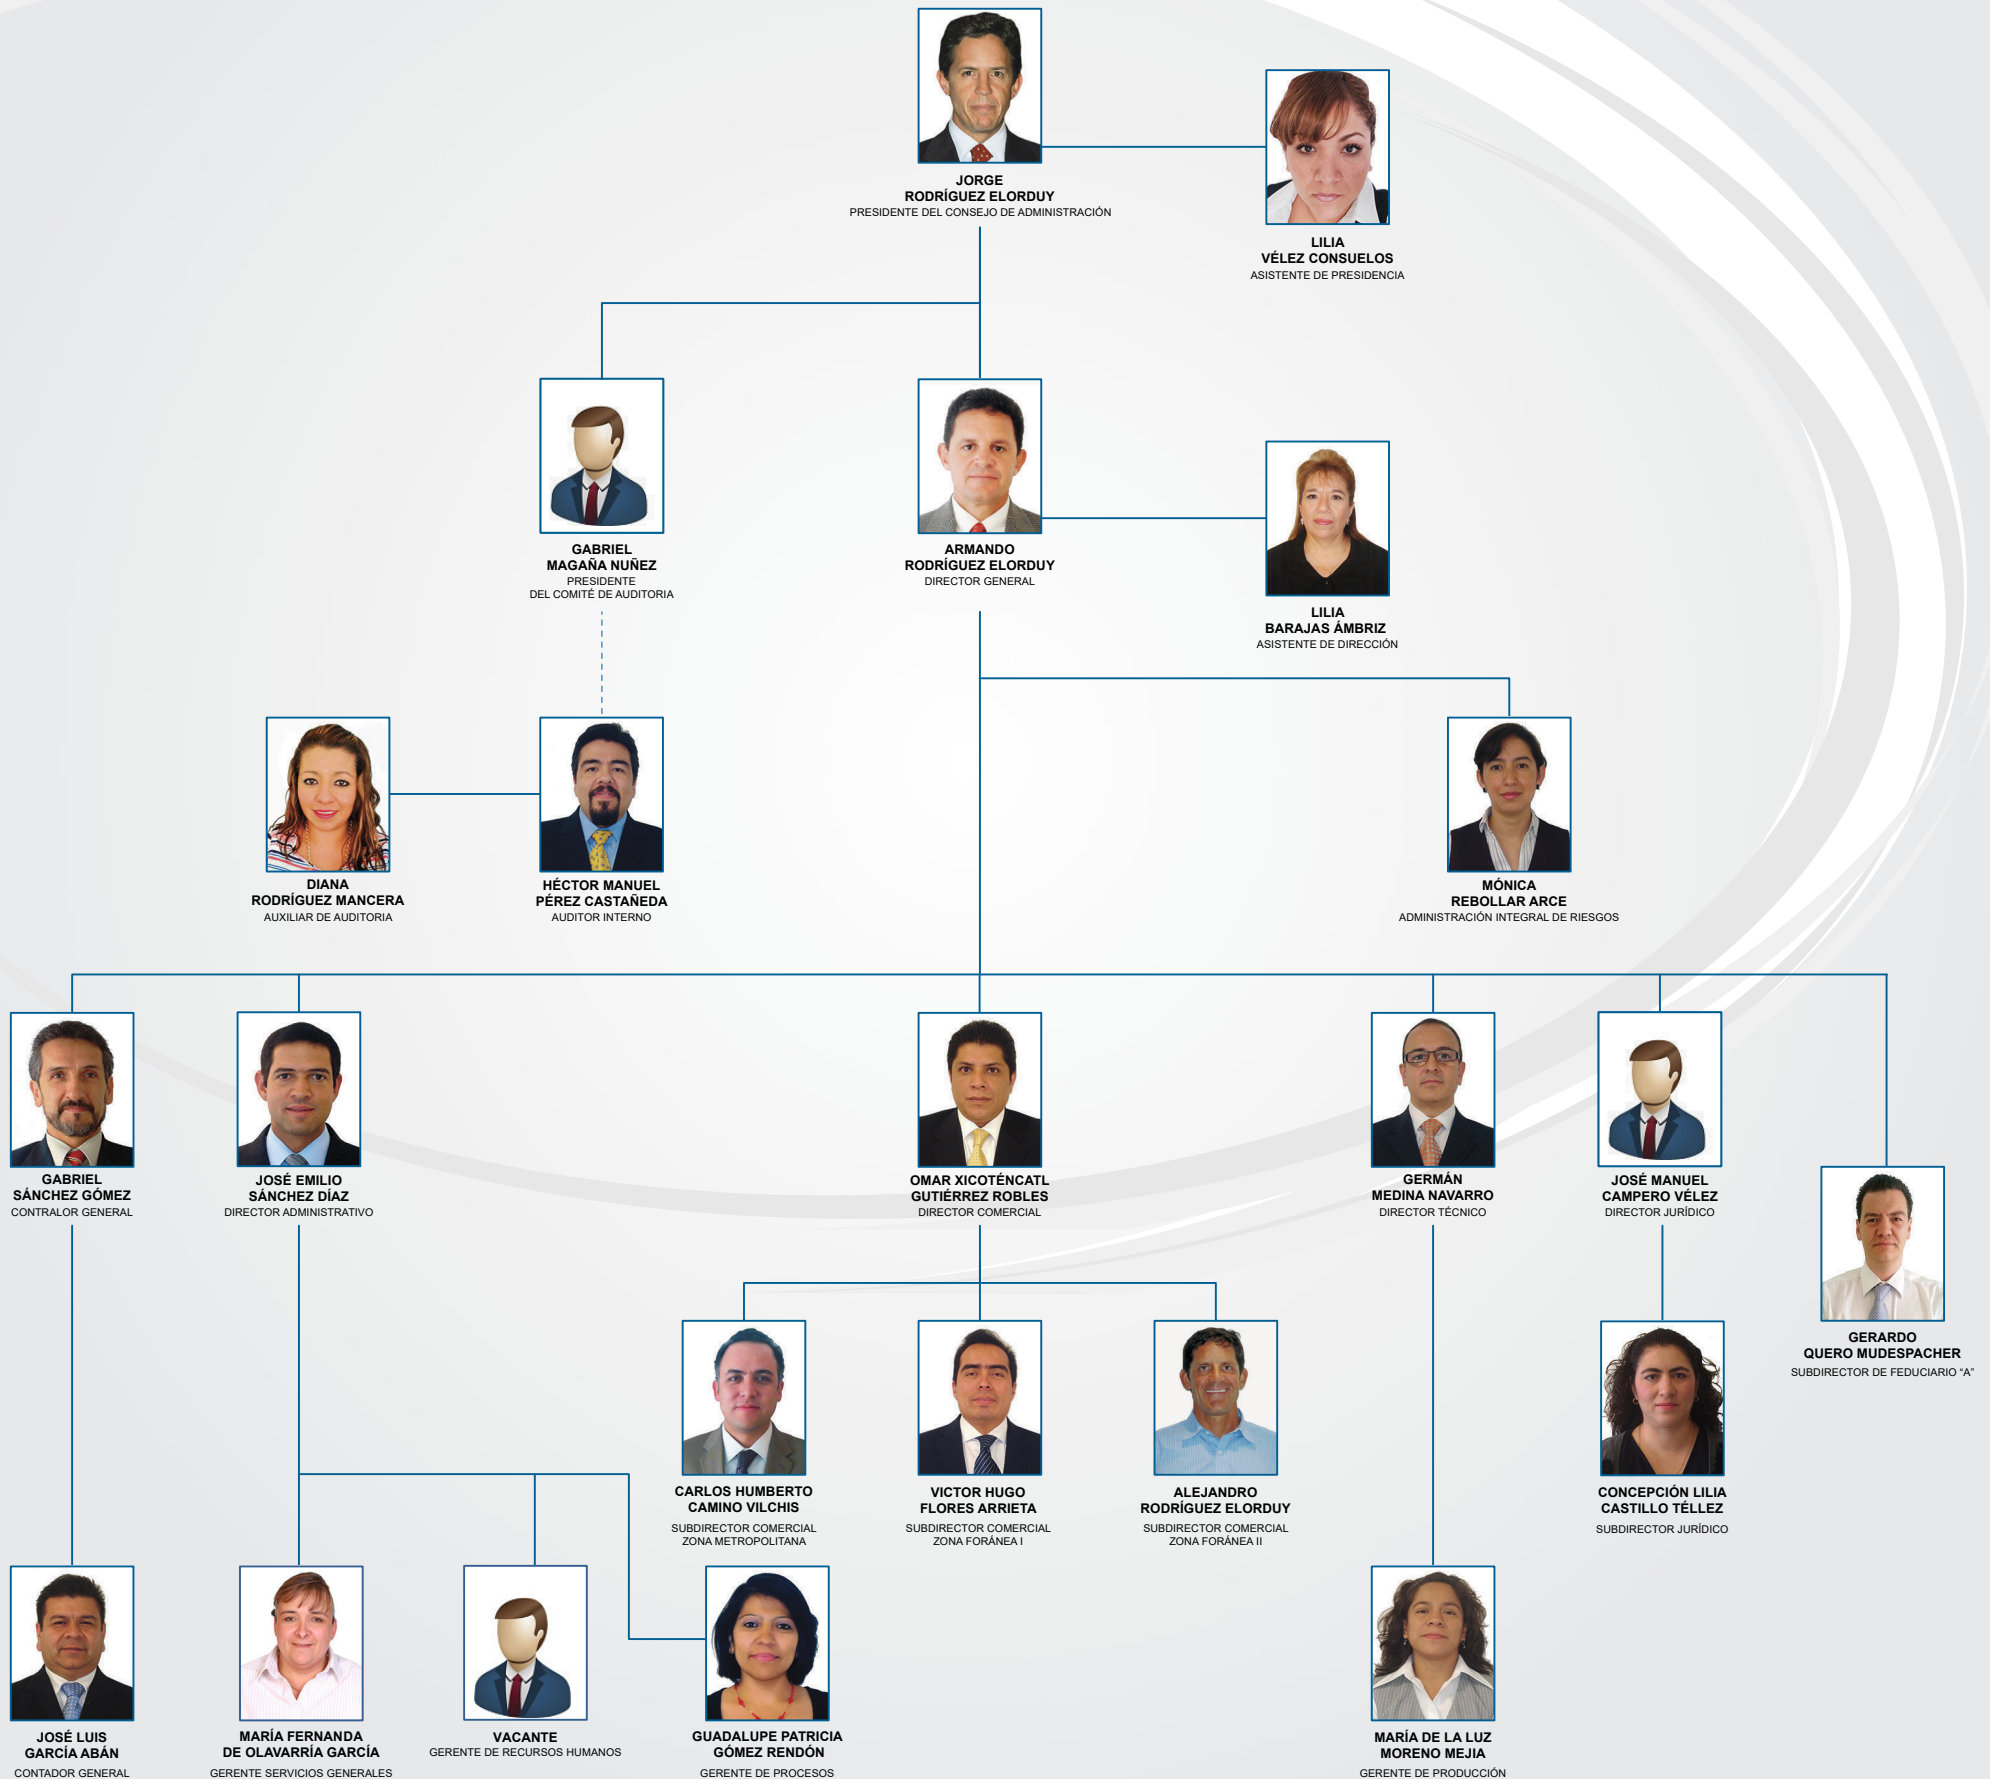 JORGE
RODRÍGUEZ ELORDUY
PRESIDENTE DEL CONSEJO DE ADMINISTRACIÓN
LILIA
VÉLEZ CONSUELOS
ASISTENTE DE PRESIDENCIA
GABRIEL
MAGAÑA NUÑEZ
PRESIDENTE
DEL COMITÉ DE AUDITORIA
ARMANDO
RODRÍGUEZ ELORDUY
DIRECTOR GENERAL
LILIA
BARAJAS ÁMBRIZ
ASISTENTE DE DIRECCIÓN
DIANA
RODRÍGUEZ MANCERA
AUXILIAR DE AUDITORIA
HÉCTOR MANUEL
PÉREZ CASTAÑEDA
AUDITOR INTERNO
MÓNICA
REBOLLAR ARCE
ADMINISTRACIÓN INTEGRAL DE RIESGOS
GABRIEL
SÁNCHEZ GÓMEZ
CONTRALOR GENERAL
JOSÉ EMILIO
SÁNCHEZ DÍAZ
DIRECTOR ADMINISTRATIVO
OMAR XICOTÉNCATL
GUTIÉRREZ ROBLES
DIRECTOR COMERCIAL
GERMÁN
MEDINA NAVARRO
DIRECTOR TÉCNICO
JOSÉ MANUEL
CAMPERO VÉLEZ
DIRECTOR JURÍDICO
GERARDO
QUERO MUDESPACHER
SUBDIRECTOR DE FEDUCIARIO “A”
CARLOS HUMBERTO
CAMINO VILCHIS
SUBDIRECTOR COMERCIAL
ZONA METROPOLITANA
VICTOR HUGO
FLORES ARRIETA
SUBDIRECTOR COMERCIAL
ZONA FORÁNEA I
ALEJANDRO
RODRÍGUEZ ELORDUY
SUBDIRECTOR COMERCIAL
ZONA FORÁNEA II
CONCEPCIÓN LILIA
CASTILLO TÉLLEZ
SUBDIRECTOR JURÍDICO
JOSÉ LUIS
GARCÍA ABÁN
CONTADOR GENERAL
MARÍA FERNANDA
DE OLAVARRÍA GARCÍA
GERENTE SERVICIOS GENERALES
VACANTE
GERENTE DE RECURSOS HUMANOS
GUADALUPE PATRICIA
GÓMEZ RENDÓN
GERENTE DE PROCESOS
MARÍA DE LA LUZ
MORENO MEJIA
GERENTE DE PRODUCCIÓN